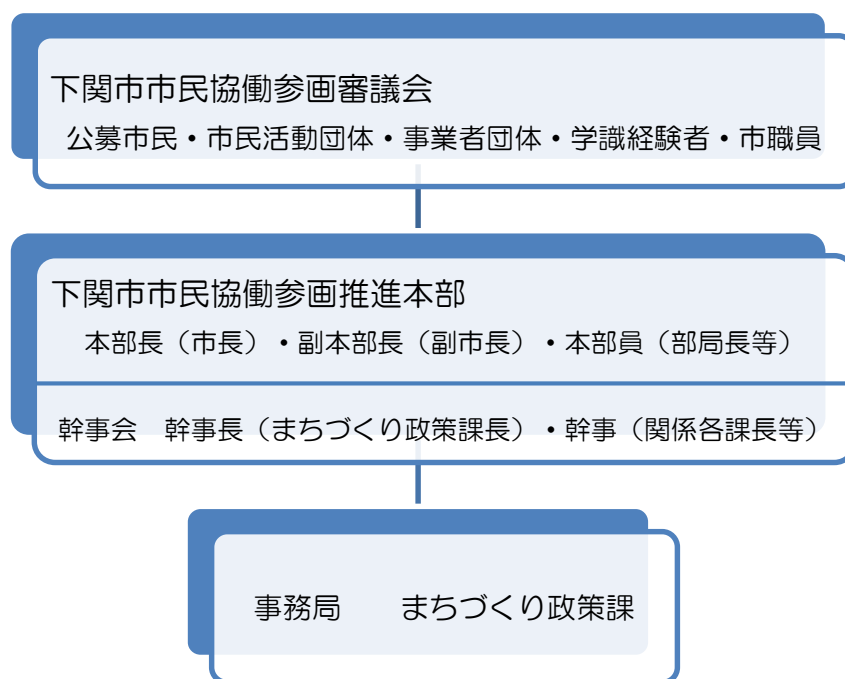 下関市市民協働参画審議会
公募市民・市民活動団体・事業者団体・学識経験者・市職員
下関市市民協働参画推進本部
本部長（市長）・副本部長（副市長）・本部員（部局長等）
幹事会　幹事長（まちづくり政策課長）・幹事（関係各課長等）
事務局　　まちづくり政策課